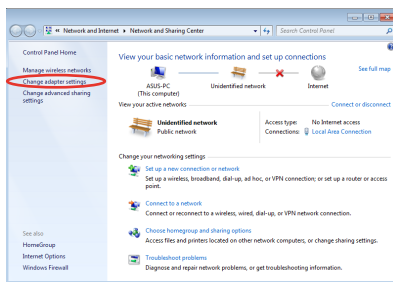 « Network and Internet ▸ Network and Sharing Center
Search Control Panel
Control Panel Home
Manage wireless networks
Change adapter settings
Change advanced sharing
settings
View your basic network information and set up connections
See full map
ASUS-PC
(This computer)
Unidentified network
Internet
View your active networks
Connect or disconnect
Unidentified network
Public network
Access type: No Internet access
Connections: Local Area Connection
Change your networking settings
Set up a new connection or network
Set up a wireless, broadband, dial-up, ad hoc, or VPN connection; or set up a router or access
point.
Connect to a network
Connect or reconnect to a wireless, wired, dial-up, or VPN network connection.
Choose homegroup and sharing options
Access files and printers located on other network computers, or change sharing settings.
Troubleshoot problems
Diagnose and repair network problems, or get troubleshooting information.
See also
HomeGroup
Internet Options
Windows Firewall